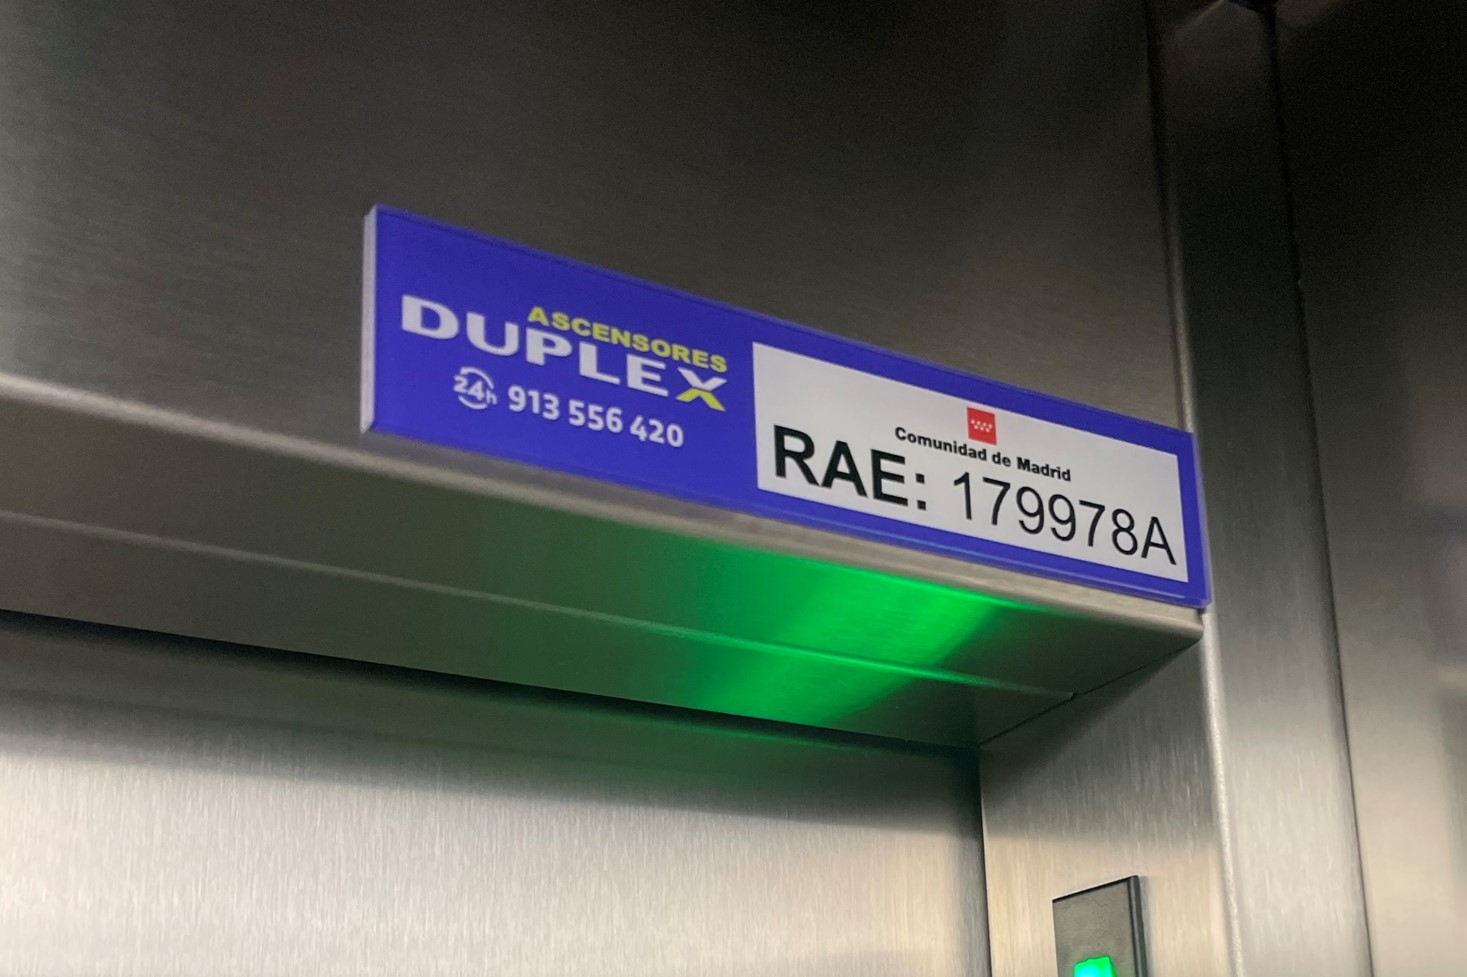 ASCENSORES
DUPLEX
24h 913 556 420
Comunidad de Madrid
RAE: 179978A